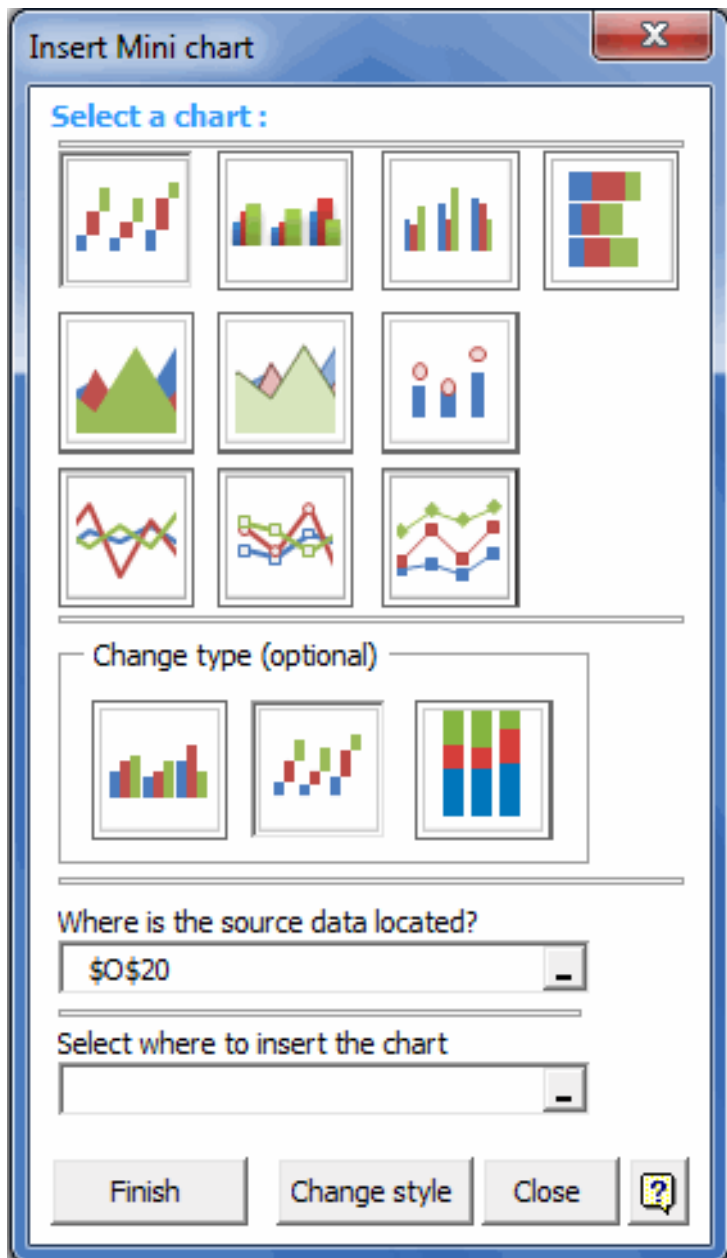 Insert Mini chart
x
Select a chart :
Change type (optional)
Where is the source data located?
$O$20
Select where to insert the chart
Finish
Change style
Close
?